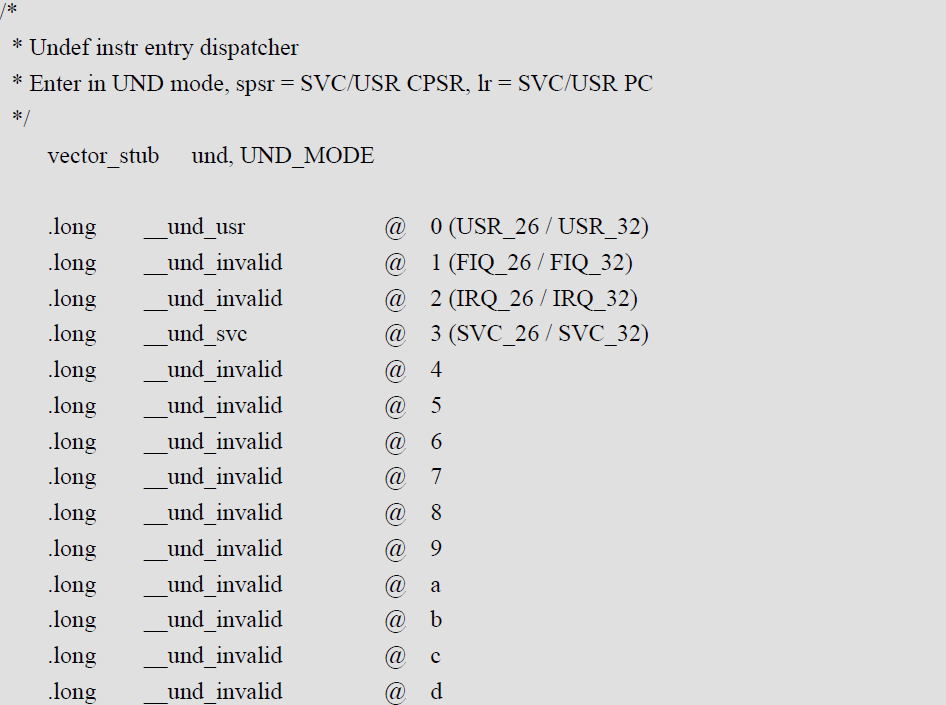 /*
 * Undef instr entry dispatcher
 * Enter in UND mode, spsr = SVC/USR CPSR, lr = SVC/USR PC
 */
vector_stub und, UND_MODE
.long __und_usr @ 0 (USR_26 / USR_32)
.long __und_invalid @ 1 (FIQ_26 / FIQ_32)
.long __und_invalid @ 2 (IRQ_26 / IRQ_32)
.long __und_svc @ 3 (SVC_26 / SVC_32)
.long __und_invalid @ 4
.long __und_invalid @ 5
.long __und_invalid @ 6
.long __und_invalid @ 7
.long __und_invalid @ 8
.long __und_invalid @ 9
.long __und_invalid @ a
.long __und_invalid @ b
.long __und_invalid @ c
.long __und_invalid @ d